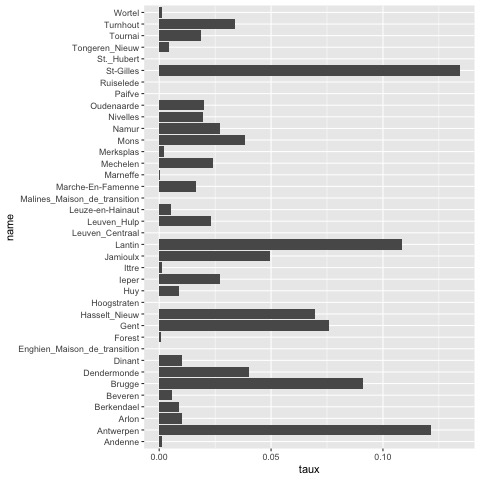 Wortel
Turnhout
Tournai
Tongeren_Nieuw
St._Hubert
St-Gilles
Ruiselede
Paifve
Oudenaarde
Nivelles
Namur
Mons
Merksplas
Mechelen
Marneffe
Marche-En-Famenne
Malines_Maison_de_transition
Leuze-en-Hainaut
Leuven_Hulp
Leuven_Centraal
Lantin
Jamioulx
Ittre
Ieper
Huy
Hoogstraten
Hasselt_Nieuw
Gent
Forest
Enghien_Maison_de_transition
Dinant
Dendermonde
Brugge
Beveren
Berkendael
Arlon
Antwerpen
Andenne
name
0.00 0.05 0.10
taux